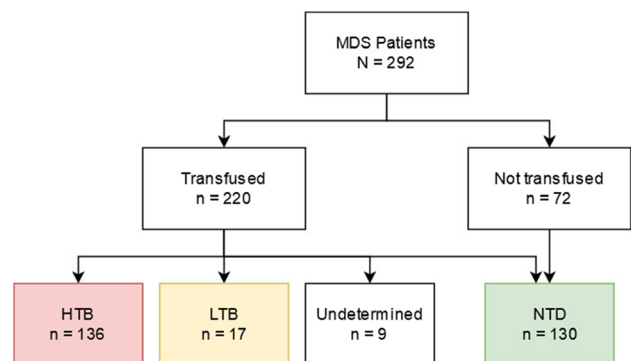 MDS Patients
N = 292
Transfused
n = 220
Not transfused
n = 72
HTB
n = 136
LTB
n = 17
Undetermined
n = 9
NTD
n = 130